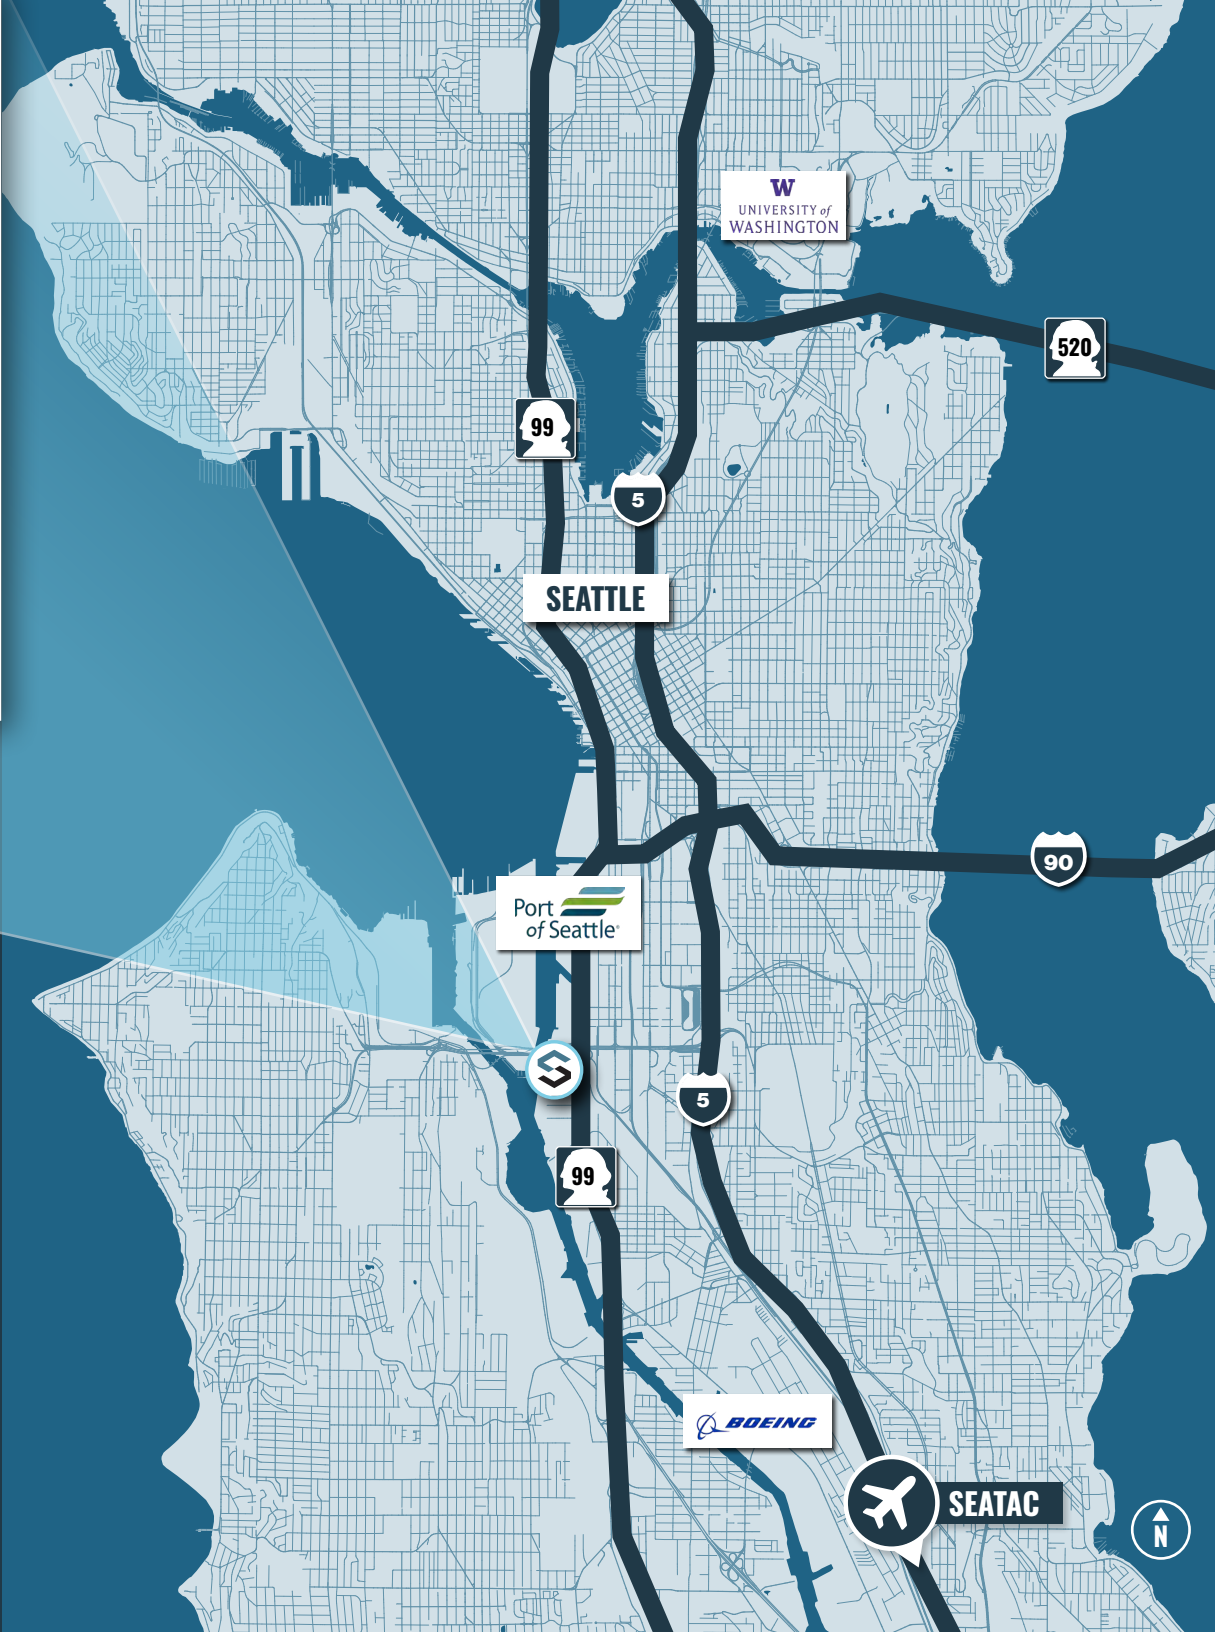 W
UNIVERSITY of
WASHINGTON
520
99
5
SEATTLE
90
Port
of Seattle®
S
5
99
BOEING
SEATAC
N